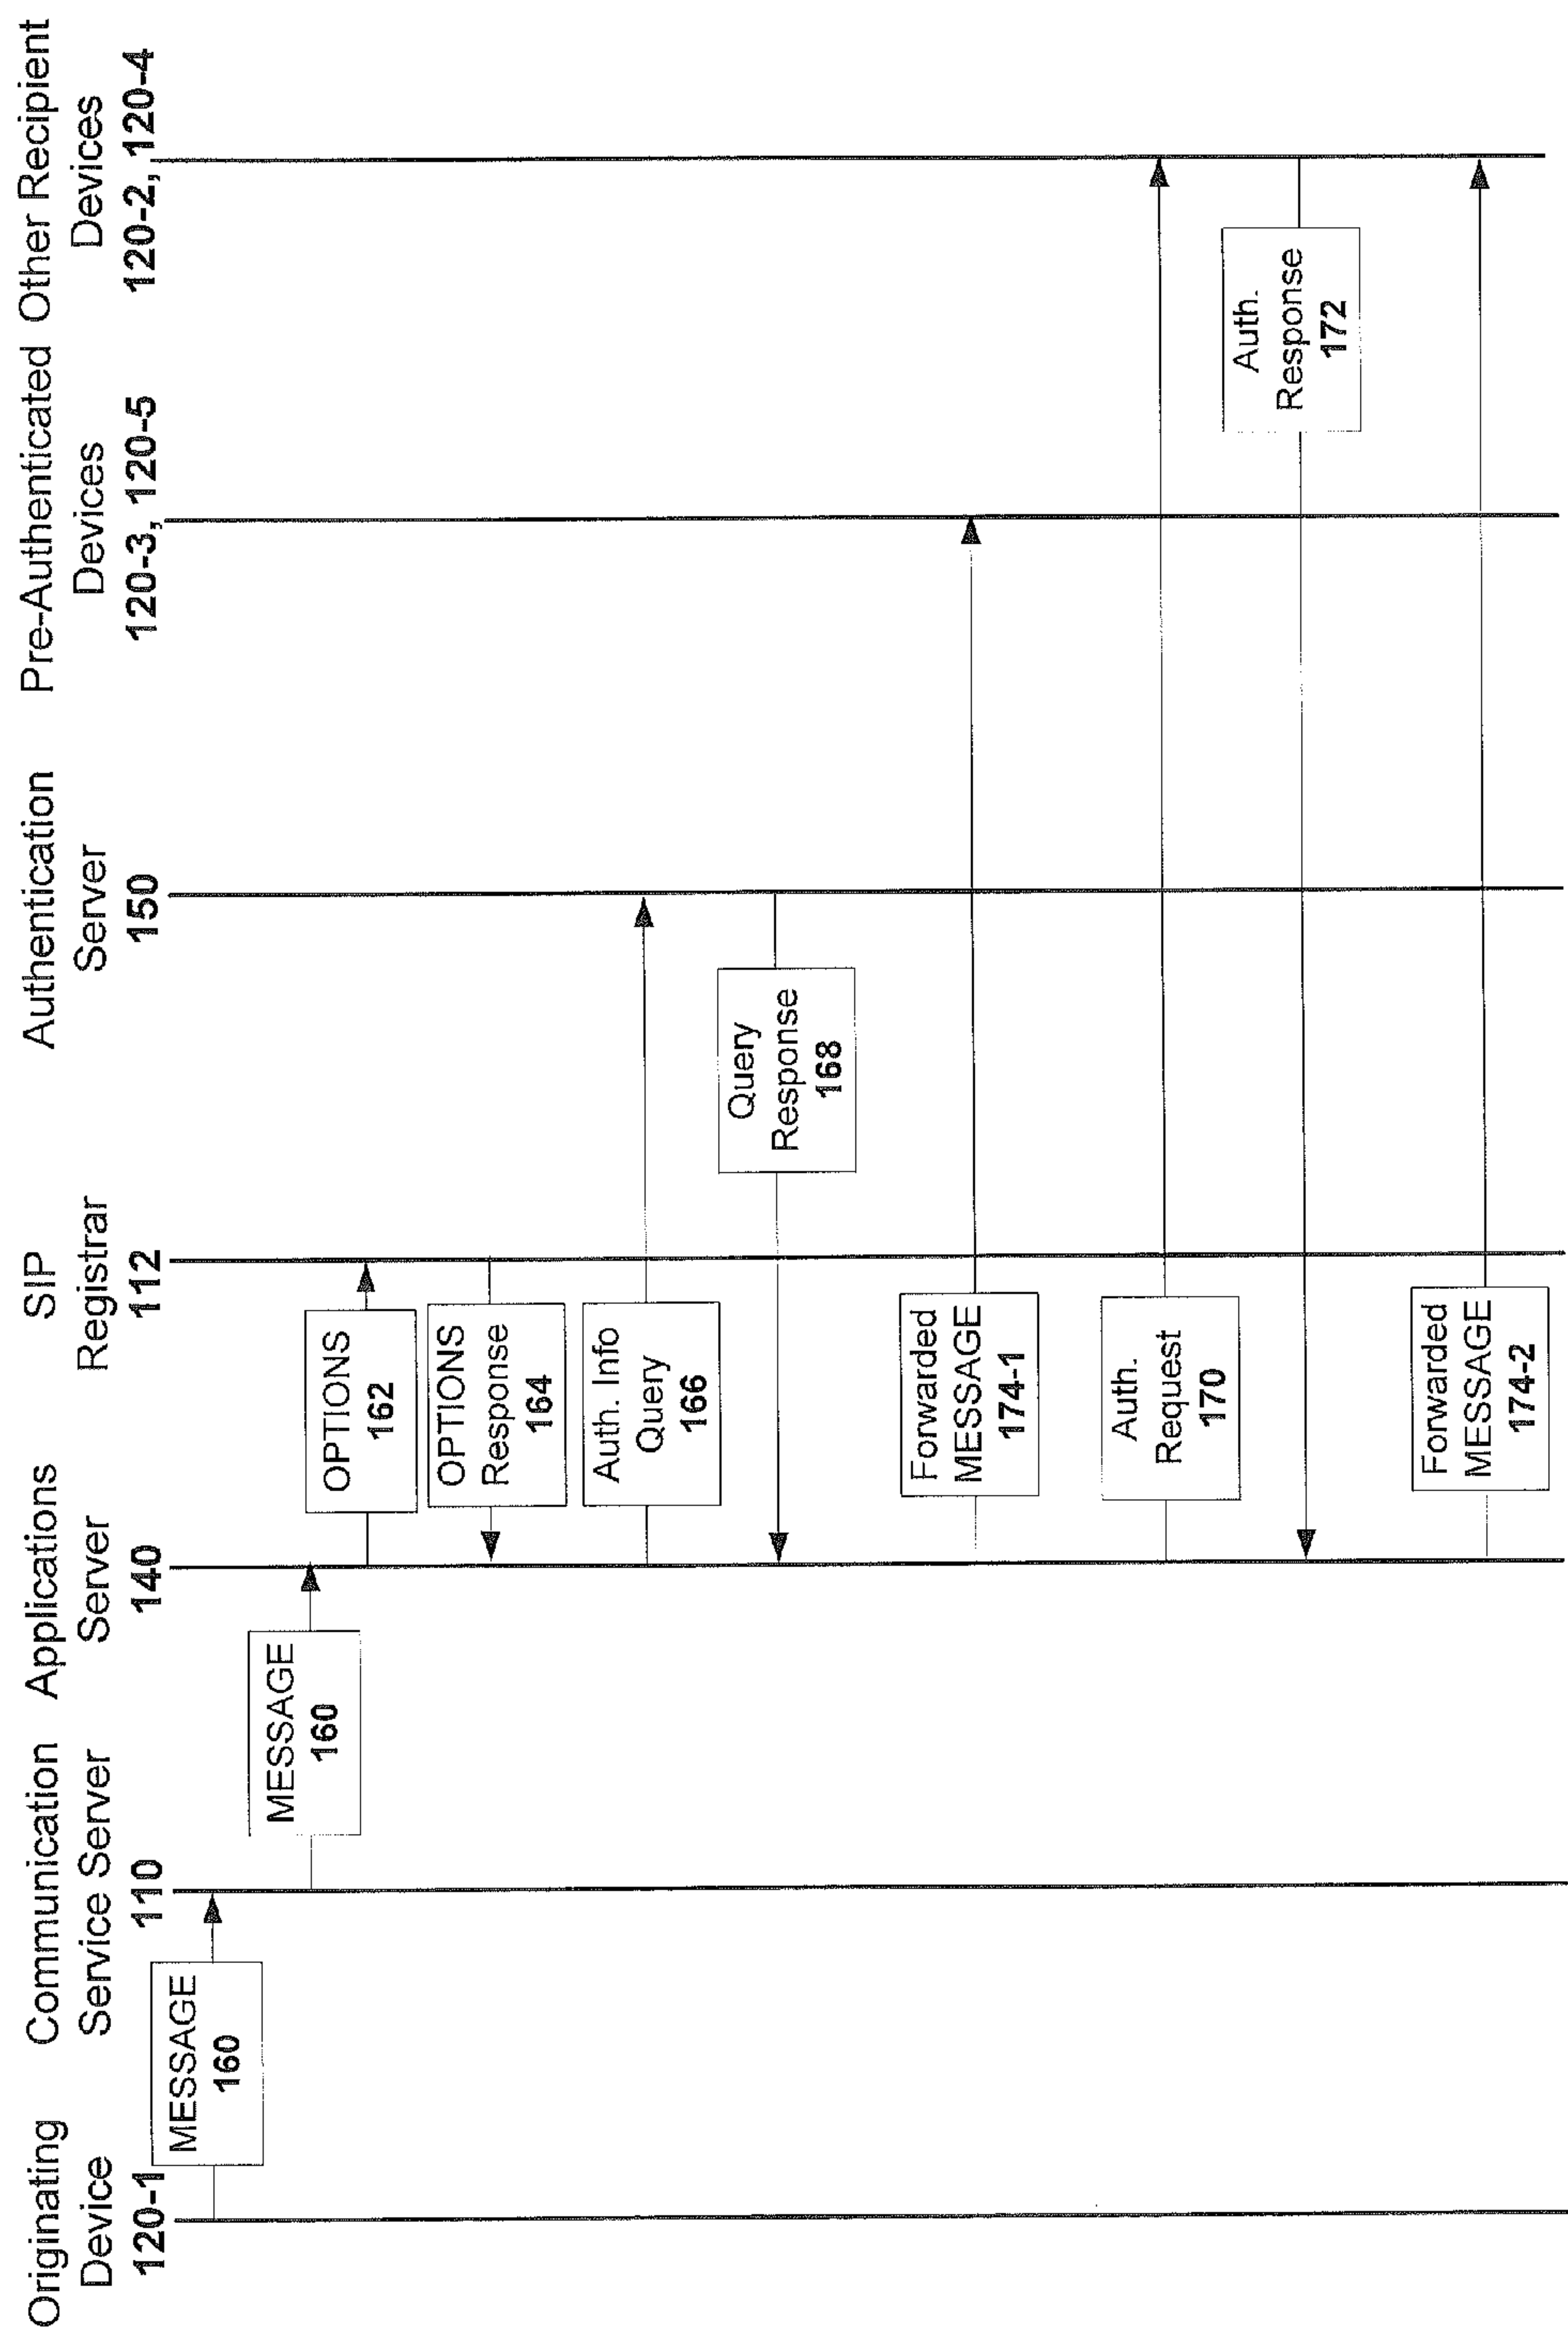 Originating
Device
120-1
Communication
Service Server
110
Applications
Server
140
SIP
Registrar
112
Authentication
Server
150
Pre-Authenticated
Devices
120-3, 120-5
Other Recipient
Devices
120-2, 120-4
MESSAGE
160
MESSAGE
160
OPTIONS
162
OPTIONS
Response
164
Auth. Info
Query
166
Query
Response
168
Forwarded
MESSAGE
174-1
Auth.
Request
170
Auth.
Response
172
Forwarded
MESSAGE
174-2